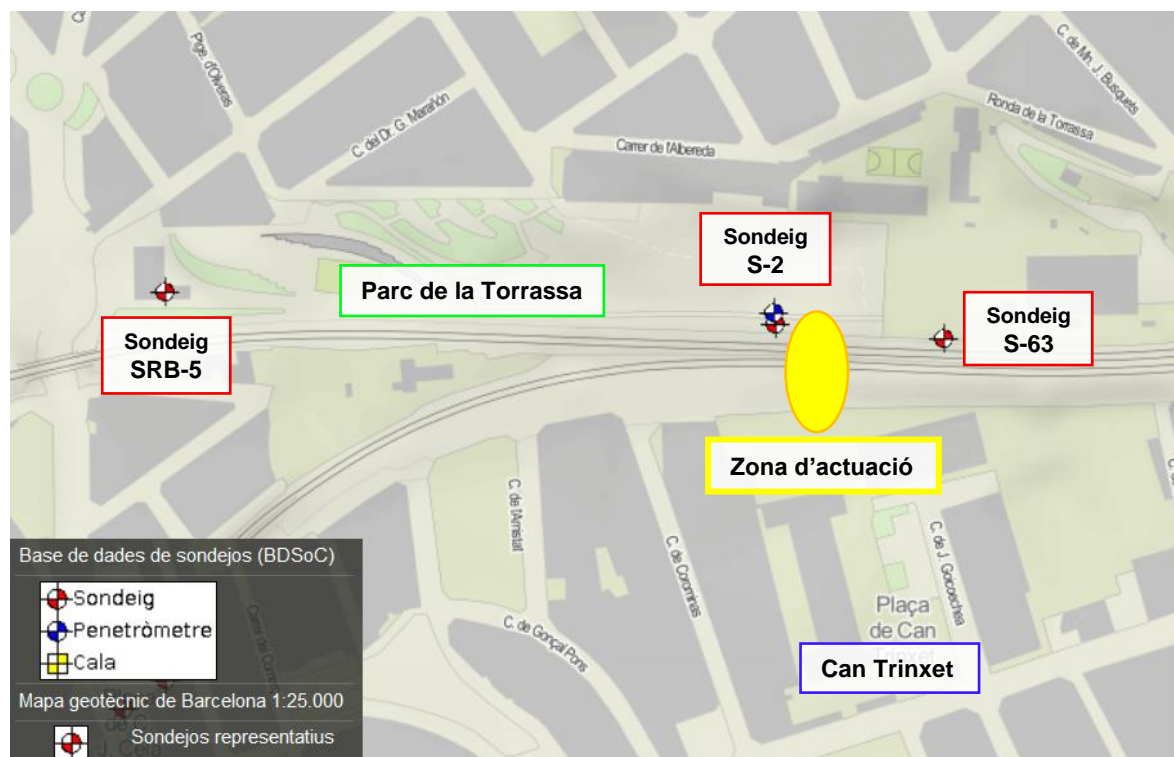 Ptge. d'Oliveras
C. del Dr. G. Marañón
Carrer de l'Albereda
C. de Mn. J. Busquets
Ronda de la Torrassa
Sondeig
S-2
Parc de la Torrassa
Sondeig
SRB-5
Sondeig
S-63
Zona d'actuació
C. de l'Amistat
C. de Corominas
C. de J. Goicoechea
C. de Gonçal Pons
Plaça
de Can
Trinxet
Can Trinxet
Base de dades de sondejos (BDSoC)
Sondeig
Penetròmetre
Cala
Mapa geotècnic de Barcelona 1:25.000
Sondejos representatius